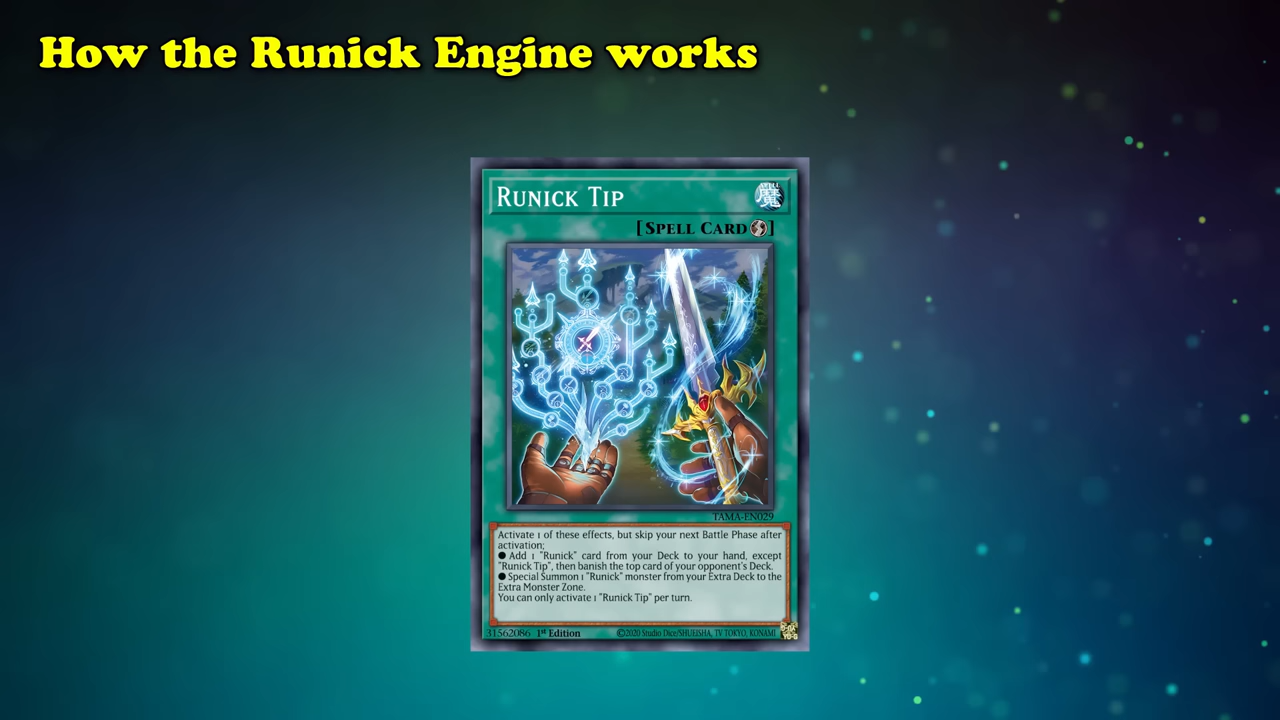 How the Runick Engine works
Runick Tip
魔
[Spell Card]
TAMA-EN029
Activate 1 of these effects, but skip your next Battle Phase after
activation;
● Add 1 "Runick" card from your Deck to your hand, except
"Runick Tip", then banish the top card of your opponent's Deck.
● Special Summon 1 "Runick" monster from your Extra Deck to the
Extra Monster Zone.
You can only activate 1 "Runick Tip" per turn.
31562086 1st Edition ©2020 Studio Dice/SHUEISHA, TV TOKYO, KONAMI